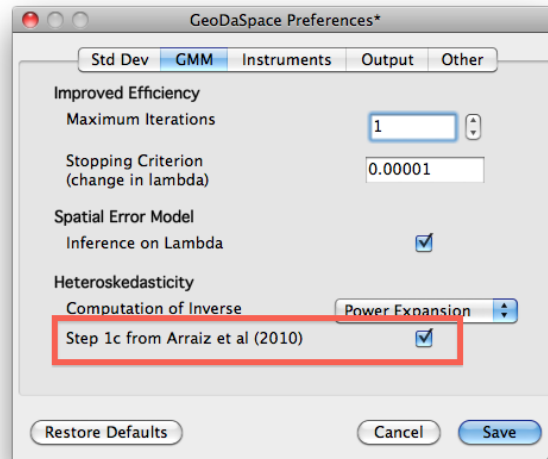 GeoDaSpace Preferences*
Std Dev GMM Instruments Output Other
Improved Efficiency
Maximum Iterations 1
Stopping Criterion 0.00001
(change in lambda)
Spatial Error Model
Inference on Lambda
Heteroskedasticity
Computation of Inverse Power Expansion
Step 1c from Arraiz et al (2010)
Restore Defaults Cancel Save